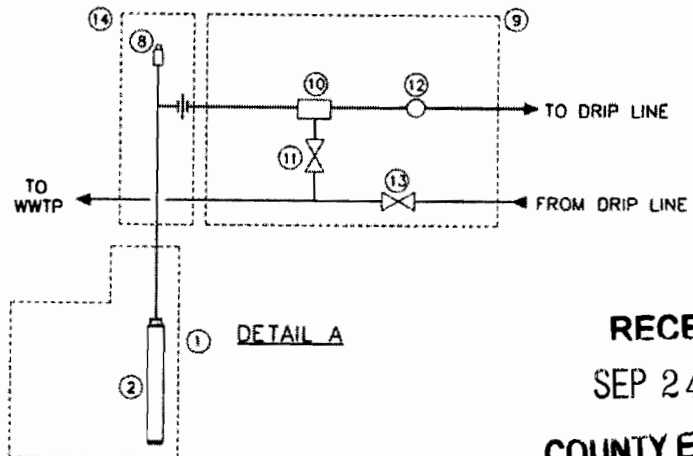 14
8
9
10
12
TO DRIP LINE
11
TO
WWTP
13
FROM DRIP LINE
1
DETAIL A
2
RECE
SEP 24
COUNTY E